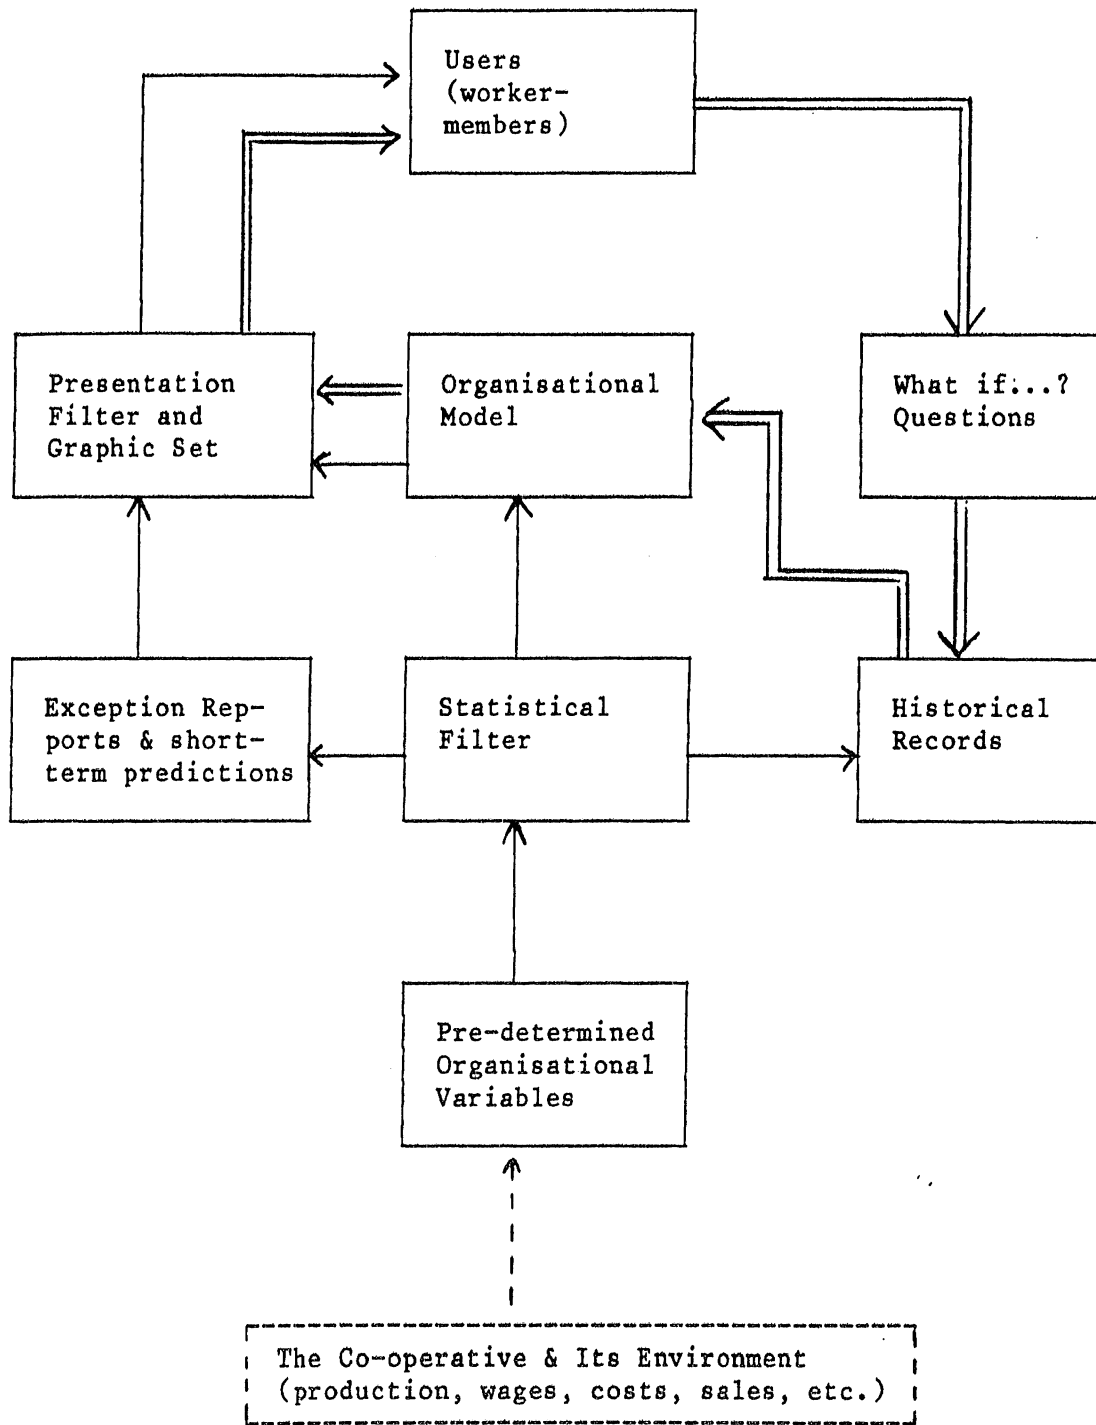 Users
(worker-
members)
Presentation
Filter and
Graphic Set
Organisational
Model
What if...?
Questions
Exception Rep-
ports & short-
term predictions
Statistical
Filter
Historical
Records
Pre-determined
Organisational
Variables
The Co-operative & Its Environment
(production, wages, costs, sales, etc.)